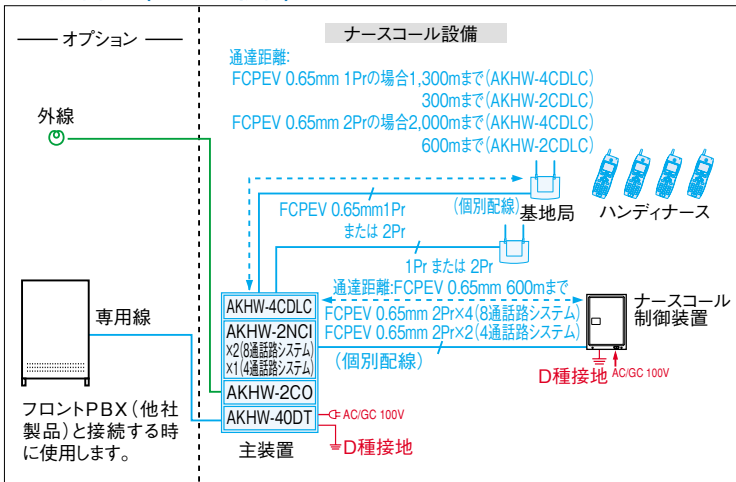 オプション
ナースコール設備
通達距離:
FCPEV 0.65mm 1Prの場合1,300mまで(AKHW-4CDLC)
300mまで(AKHW-2CDLC)
FCPEV 0.65mm 2Prの場合2,000mまで(AKHW-4CDLC)
600mまで(AKHW-2CDLC)
外線
FCPEV 0.65mm1Pr
または 2Pr
(個別配線)
基地局
ハンディナース
1Pr または 2Pr
通達距離:FCPEV 0.65mm 600mまで
FCPEV 0.65mm 2Pr×4(8通話路システム)
FCPEV 0.65mm 2Pr×2(4通話路システム)
(個別配線)
ナースコール
制御装置
D種接地
AC/GC 100V
専用線
AKHW-4CDLC
AKHW-2NCI
×2(8通話路システム)
×1(4通話路システム)
AKHW-2CO
AKHW-40DT
AC/GC 100V
D種接地
主装置
フロントPBX(他社
製品)と接続する時
に使用します。